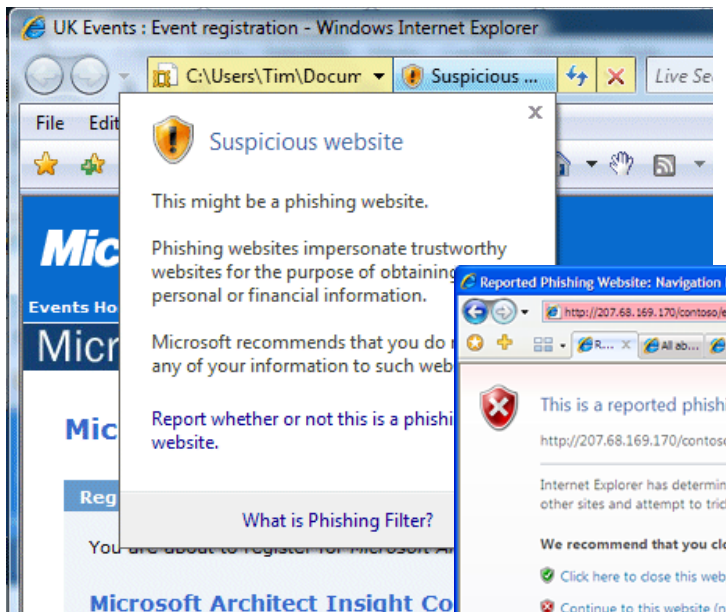 UK Events : Event registration - Windows Internet Explorer
C:\Users\Tim\Docum
Suspicious ...
Live Se
File Edit
Suspicious website
This might be a phishing website.
Phishing websites impersonate trustworthy
websites for the purpose of obtaining
personal or financial information.
Microsoft recommends that you do
any of your information to such web
Report whether or not this is a phishi
website.
What is Phishing Filter?
Mic
Events Ho
Micr
Mic
Reg
You are about to register for Microsoft Ar
Microsoft Architect Insight Co
Reported Phishing Website: Navigation
http://207.68.169.170/contoso/e
R...
All ab...
This is a reported phishi
http://207.68.169.170/contoso
Internet Explorer has determin
other sites and attempt to tric
We recommend that you clo
Click here to close this web
Continue to this website (n